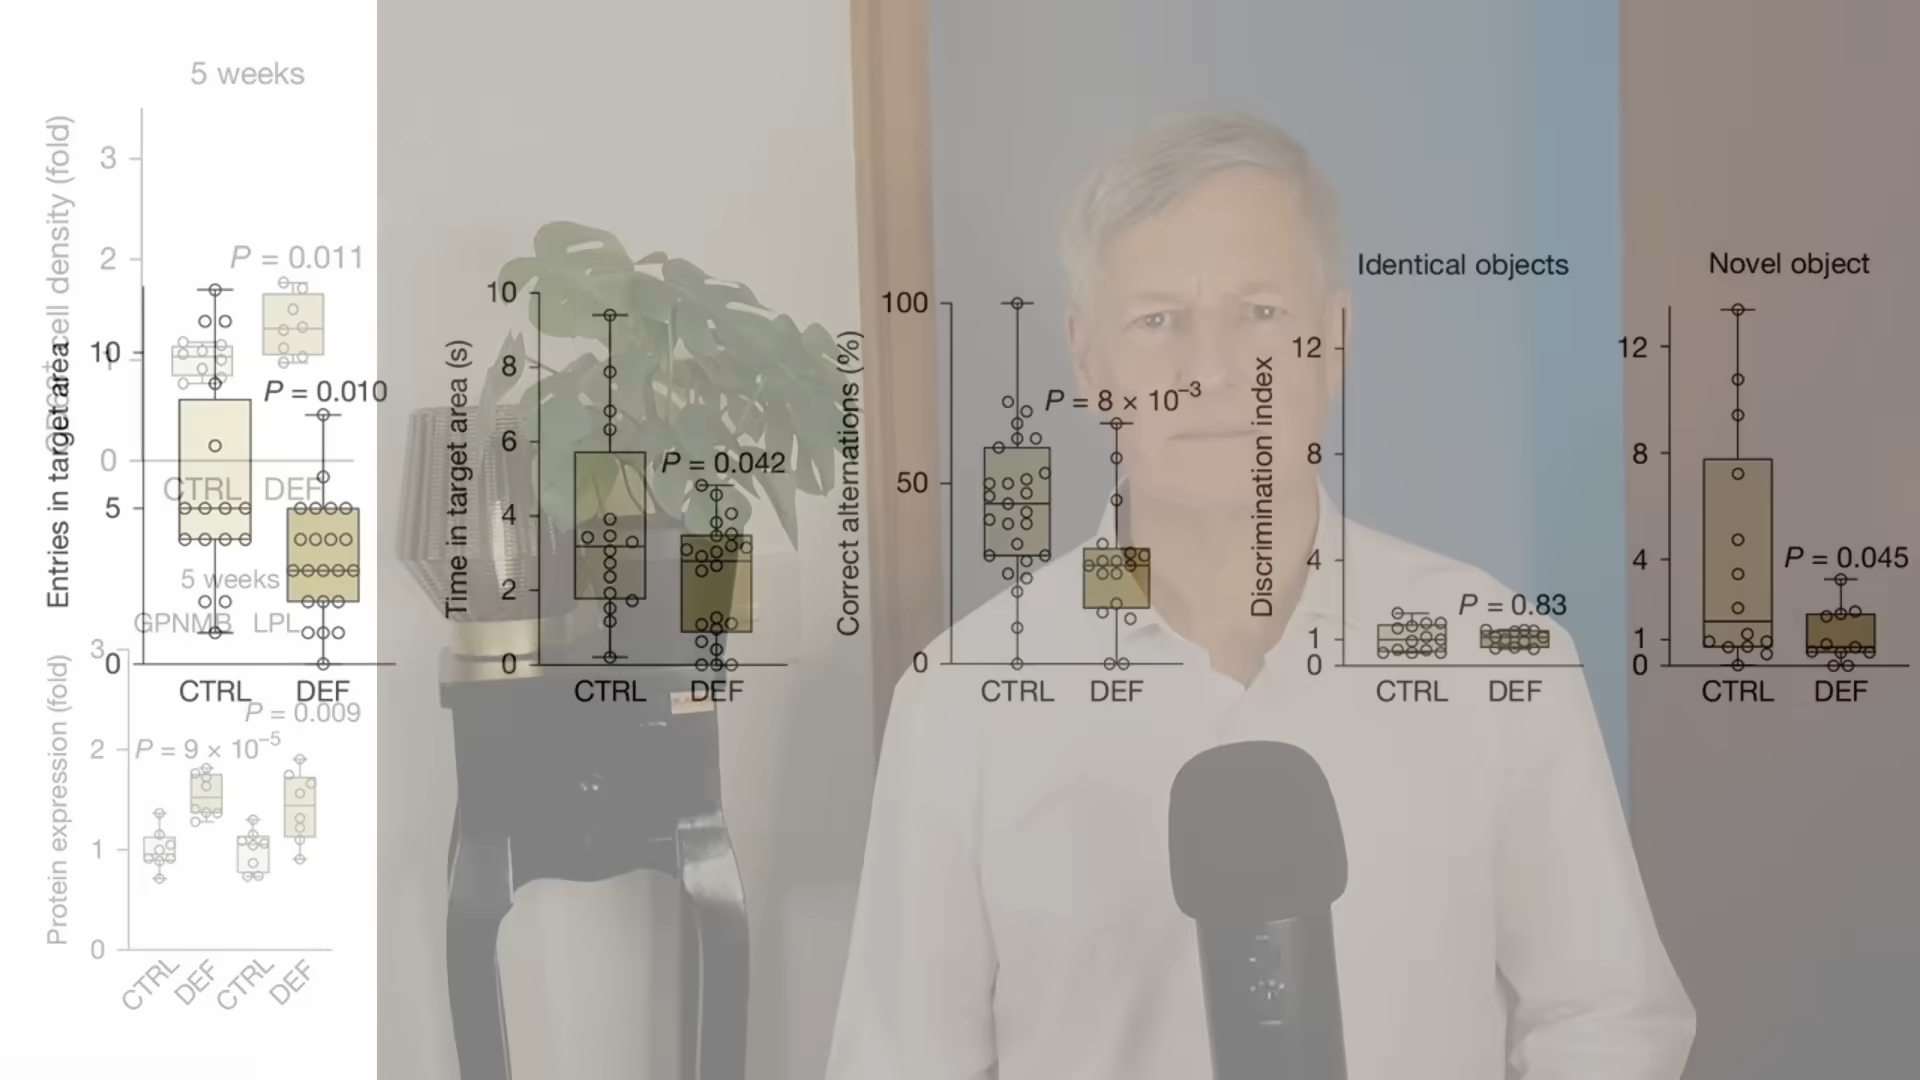 5 weeks
3
2
1
0
P = 0.011
CTRL DEF
Entries in target area
10
5
0
P = 0.010
CTRL DEF
5 weeks
GPNMB LPL
Protein expression (fold)
3
2
1
0
P = 9 × 10⁻⁵
P = 0.009
CTRL
DEF
CTRL
DEF
Time in target area (s)
10
8
6
4
2
0
P = 0.042
CTRL DEF
Correct alternations (%)
100
50
0
P = 8 × 10⁻³
CTRL DEF
Identical objects
Discrimination index
12
8
4
1
0
P = 0.83
CTRL DEF
Novel object
12
8
4
1
0
P = 0.045
CTRL DEF
cell density (fold)